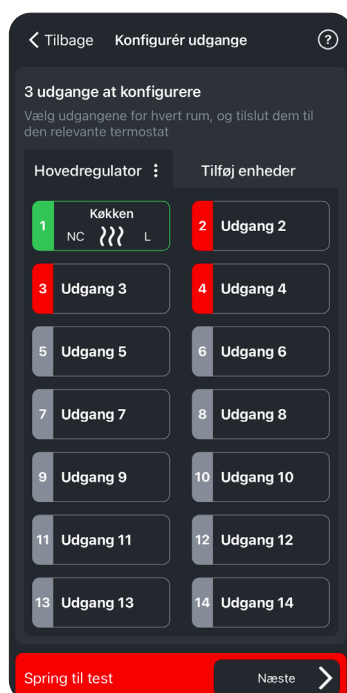 Tilbage Konfigurér udgange ?
3 udgange at konfigurere
Vælg udgangene for hvert rum, og tilslut dem til
den relevante termostat
Hovedregulator Tilføj enheder
1 Køkken
NC L
2 Udgang 2
3 Udgang 3
4 Udgang 4
5 Udgang 5
6 Udgang 6
7 Udgang 7
8 Udgang 8
9 Udgang 9
10 Udgang 10
11 Udgang 11
12 Udgang 12
13 Udgang 13
14 Udgang 14
Spring til test Næste